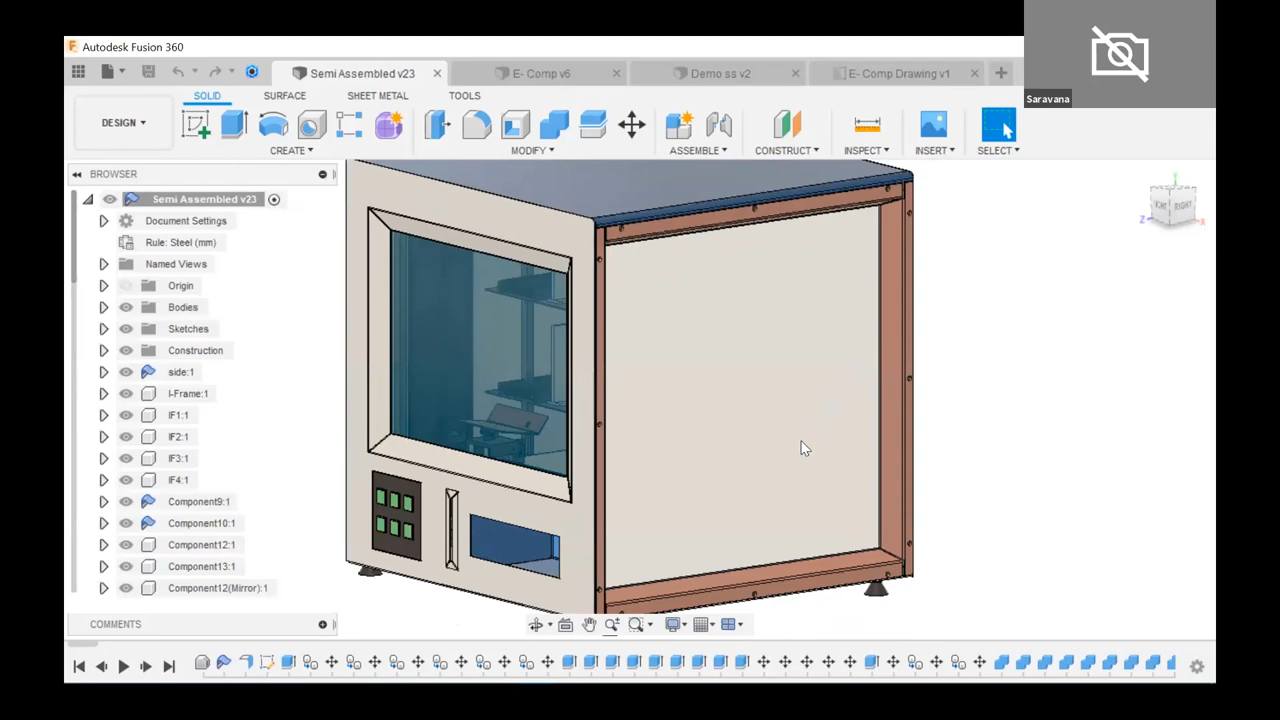 Autodesk Fusion 360
Semi Assembled v23
E- Comp v6
Demo ss v2
E- Comp Drawing v1
Saravana
SOLID
SURFACE
SHEET METAL
TOOLS
DESIGN
CREATE
MODIFY
ASSEMBLE
CONSTRUCT
INSPECT
INSERT
SELECT
BROWSER
Semi Assembled v23
Document Settings
Rule: Steel (mm)
Named Views
Origin
Bodies
Sketches
Construction
side:1
I-Frame:1
IF1:1
IF2:1
IF3:1
IF4:1
Component9:1
Component10:1
Component12:1
Component13:1
Component12(Mirror):1
COMMENTS
RIGHT
Z
X